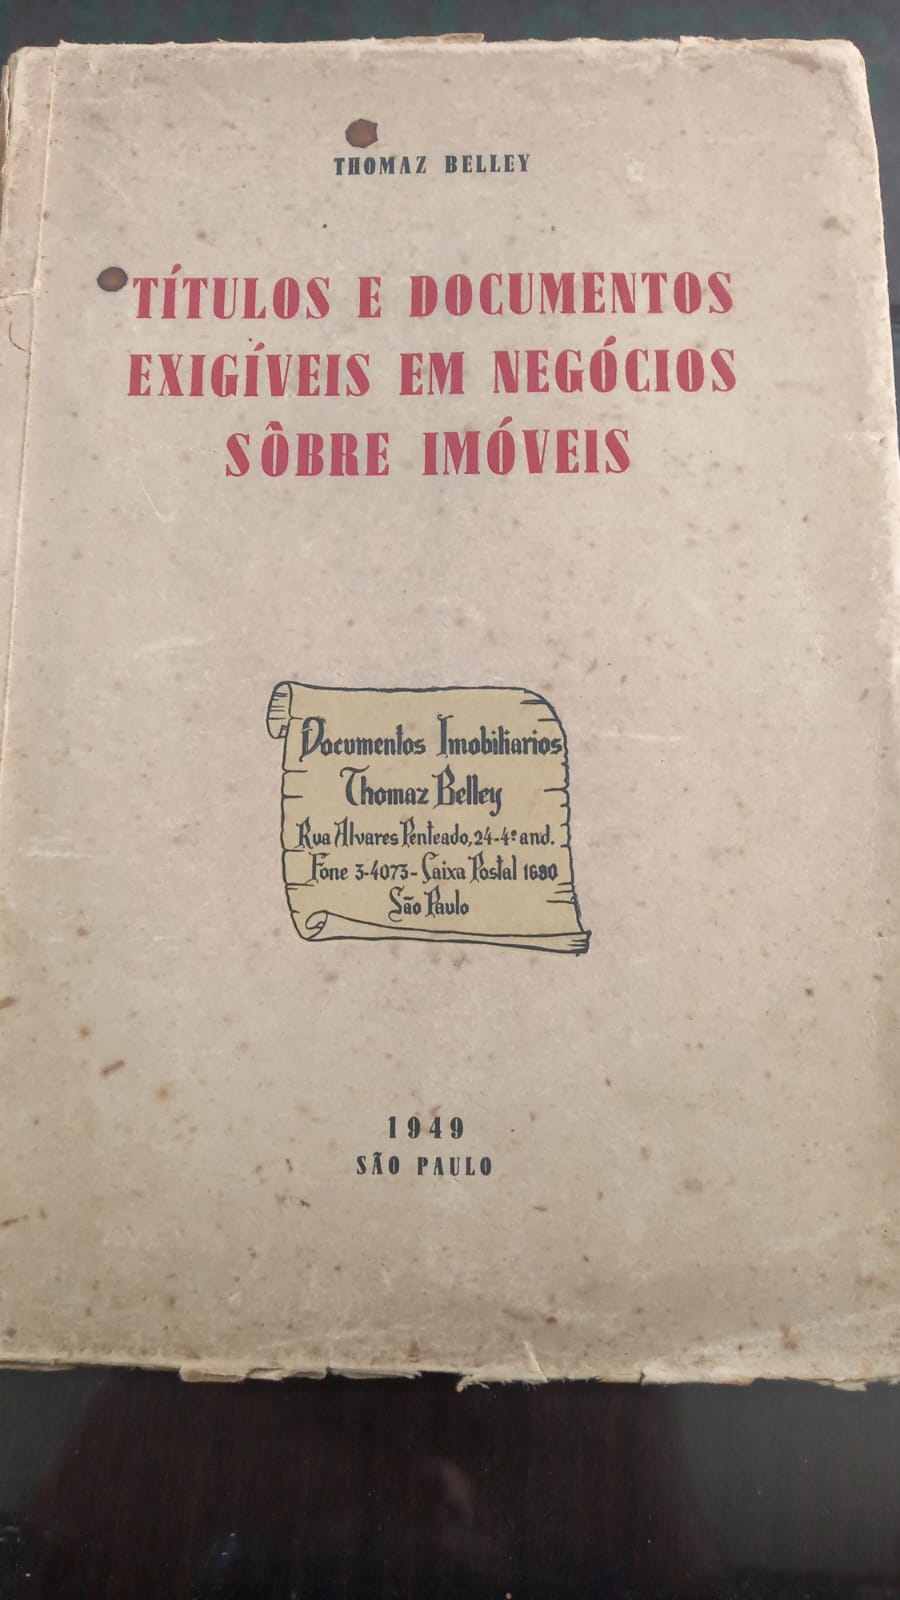 THOMAZ BELLEY
TÍTULOS E DOCUMENTOS
EXIGÍVEIS EM NEGÓCIOS
SÔBRE IMÓVEIS
Documentos Imobiliarios
Thomaz Belley
Rua Alvares Penteado, 24-4º and.
Fone 3-4073 - Caixa Postal 1680
São Paulo
1949
SÃO PAULO